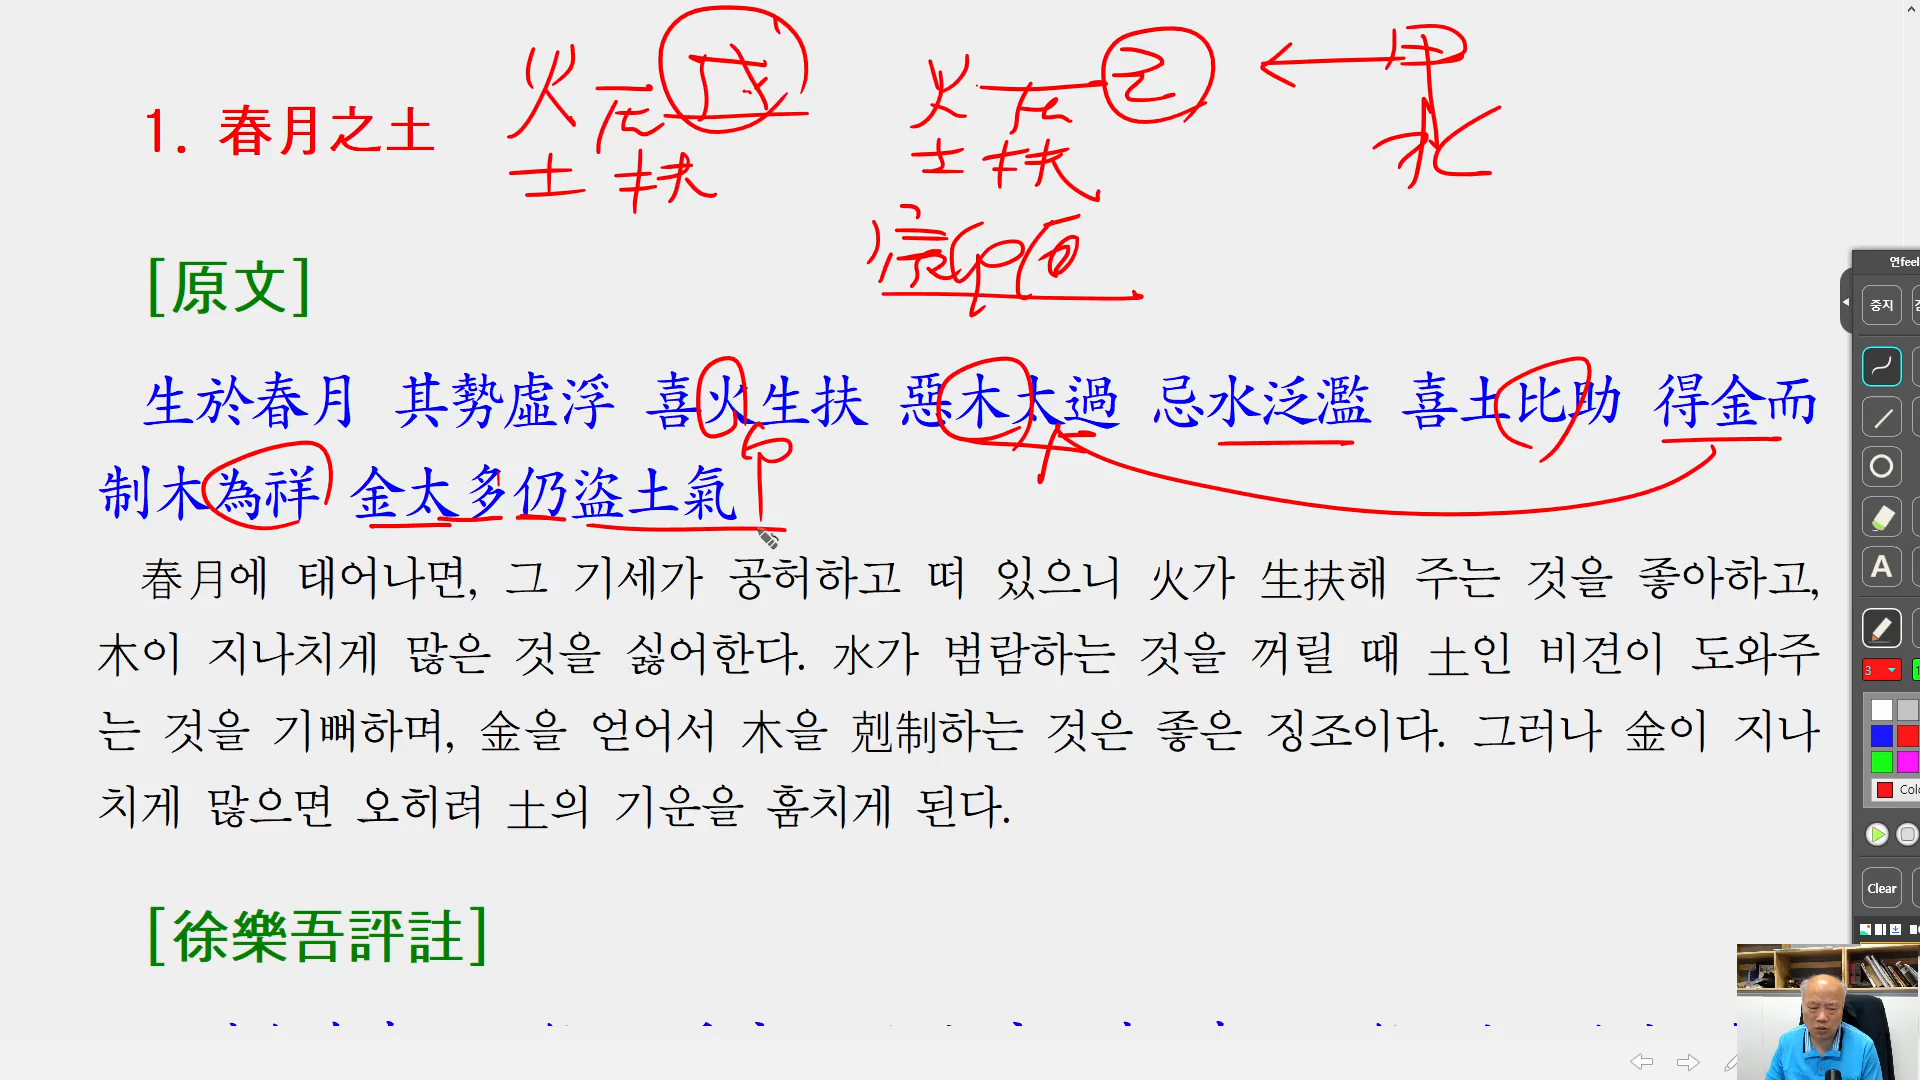 火 戊
土 扶
火 己
土 扶
甲
1. 春月之土
[原文]
生於春月 其勢虛浮 喜火生扶 惡木太過 忌水泛濫 喜土比助 得金而
制木為祥 金太多仍盜土氣
春月에 태어나면, 그 기세가 공허하고 떠 있으니 火가 生扶해 주는 것을 좋아하고,
木이 지나치게 많은 것을 싫어한다. 水가 범람하는 것을 꺼릴 때 土인 비견이 도와주
는 것을 기뻐하며, 金을 얻어서 木을 剋制하는 것은 좋은 징조이다. 그러나 金이 지나
치게 많으면 오히려 土의 기운을 훔치게 된다.
[徐樂吾評註]
연feel
중지
A
3
Clear